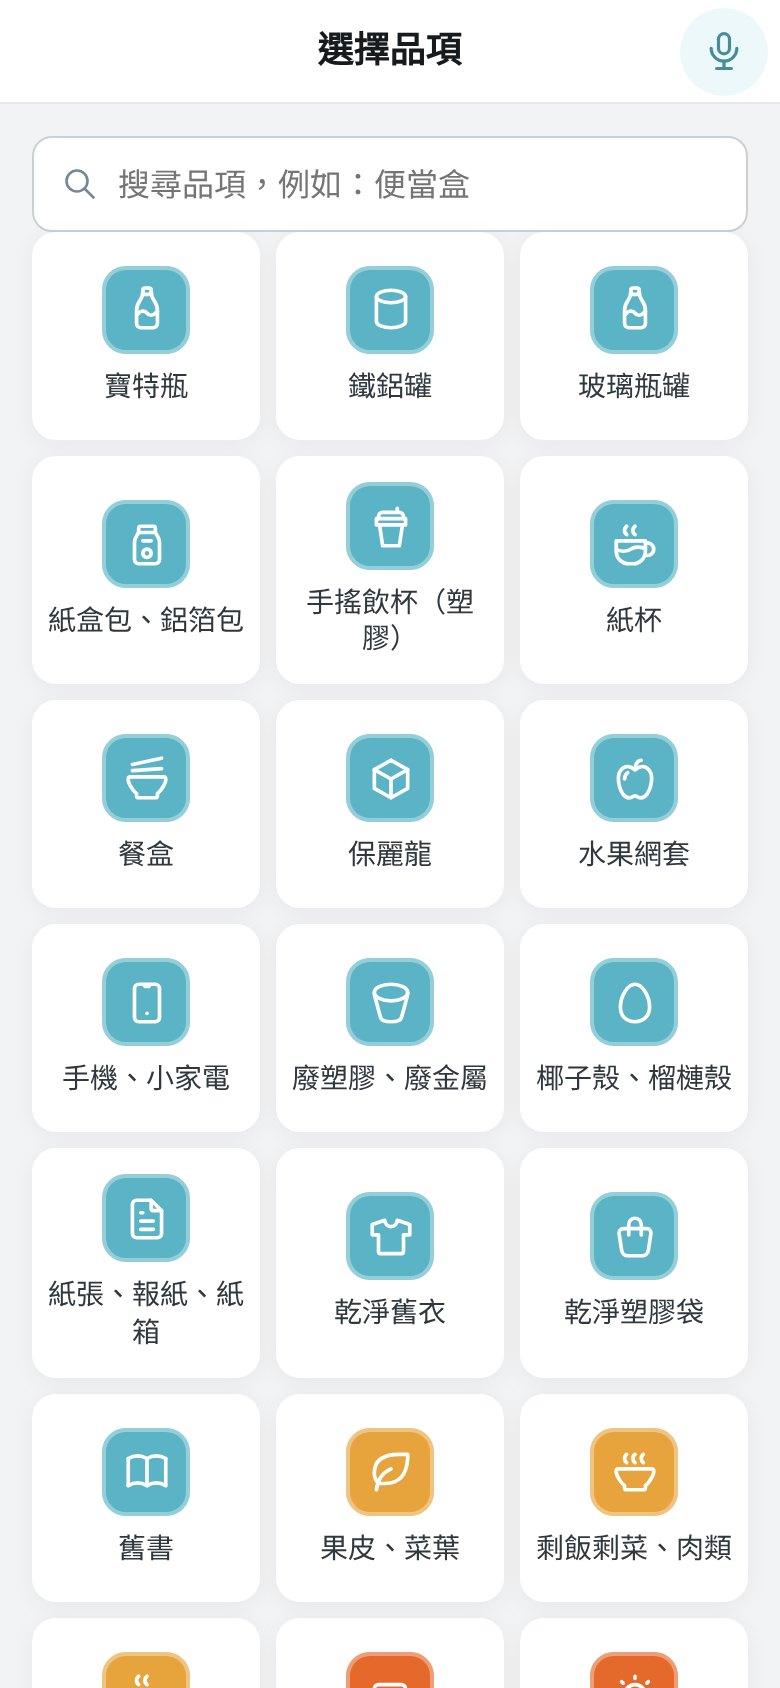 選擇品項
搜尋品項，例如：便當盒
寶特瓶
鐵鋁罐
玻璃瓶罐
紙盒包、鋁箔包
手搖飲杯（塑
膠）
紙杯
餐盒
保麗龍
水果網套
手機、小家電
廢塑膠、廢金屬
椰子殼、榴槤殼
紙張、報紙、紙
箱
乾淨舊衣
乾淨塑膠袋
舊書
果皮、菜葉
剩飯剩菜、肉類